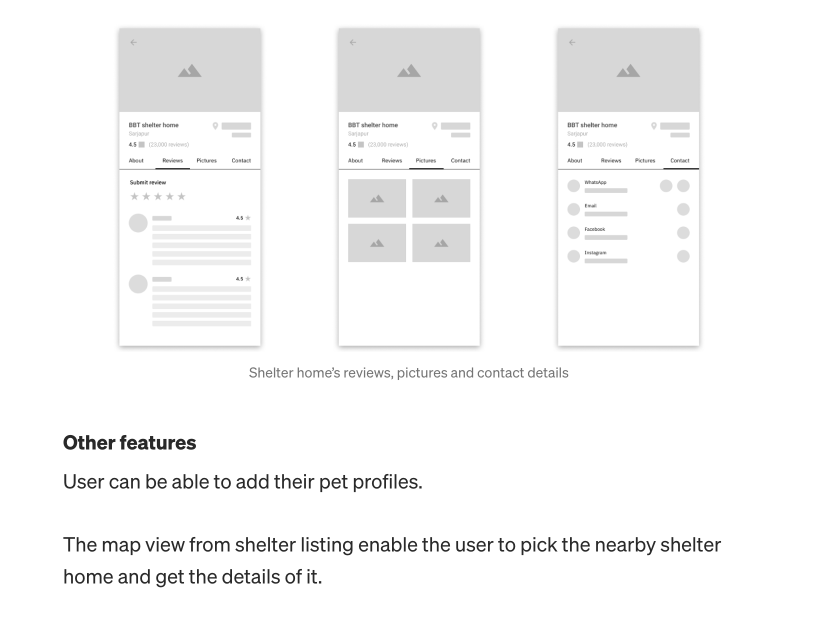 BBT shelter home
Sarjapur
4.5 (23,000 reviews)
About Reviews Pictures Contact
Submit review
4.5
4.5
BBT shelter home
Sarjapur
4.5 (23,000 reviews)
About Reviews Pictures Contact
BBT shelter home
Sarjapur
4.5 (23,000 reviews)
About Reviews Pictures Contact
WhatsApp
Email
Facebook
Instagram
Shelter home's reviews, pictures and contact details
Other features
User can be able to add their pet profiles.
The map view from shelter listing enable the user to pick the nearby shelter
home and get the details of it.